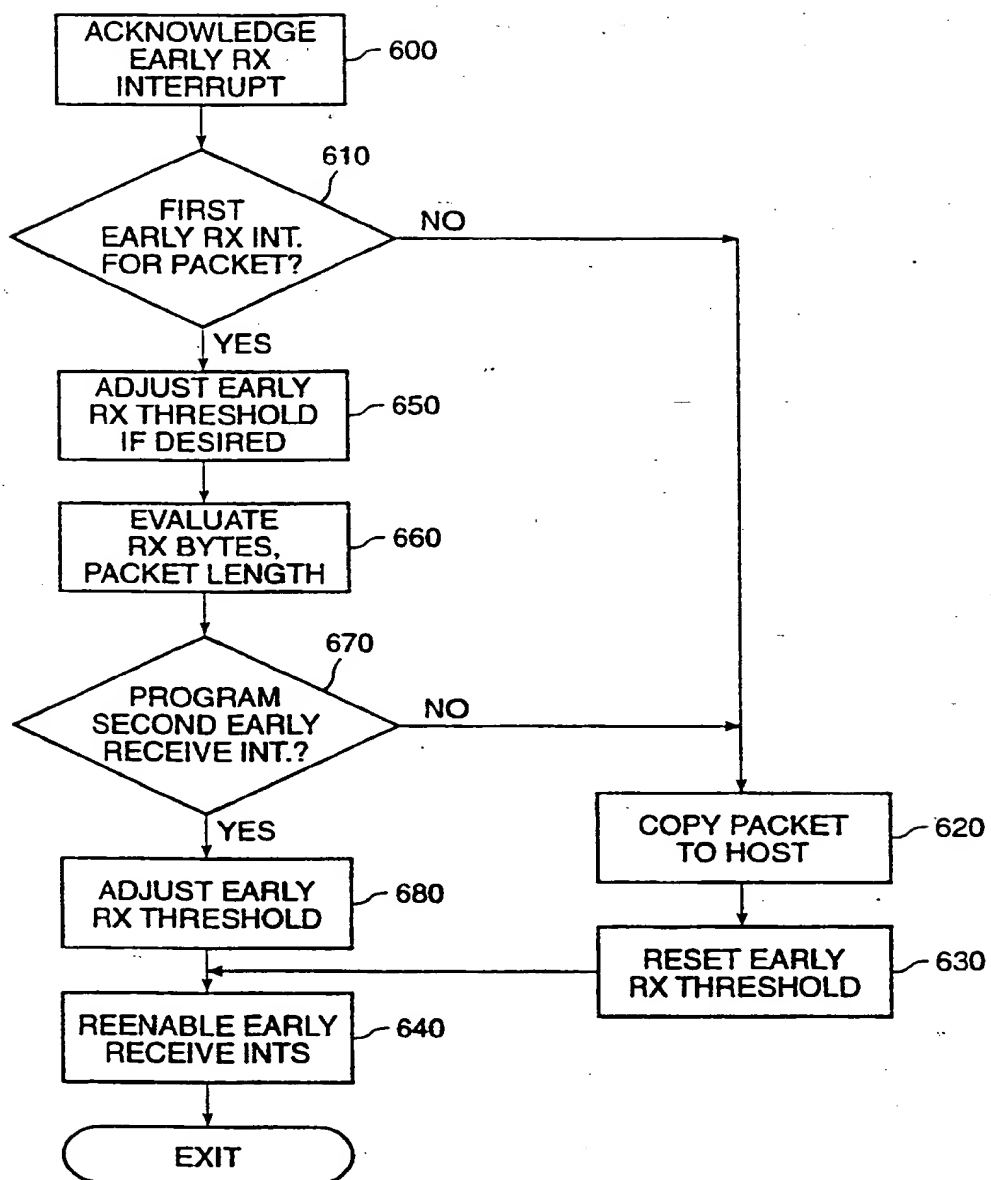 ACKNOWLEDGE
EARLY RX
INTERRUPT
600
610
FIRST
EARLY RX INT.
FOR PACKET?
NO
YES
ADJUST EARLY
RX THRESHOLD
IF DESIRED
650
EVALUATE
RX BYTES,
PACKET LENGTH
660
670
PROGRAM
SECOND EARLY
RECEIVE INT.?
NO
YES
COPY PACKET
TO HOST
620
ADJUST EARLY
RX THRESHOLD
680
RESET EARLY
RX THRESHOLD
630
REENABLE EARLY
RECEIVE INTS
640
EXIT